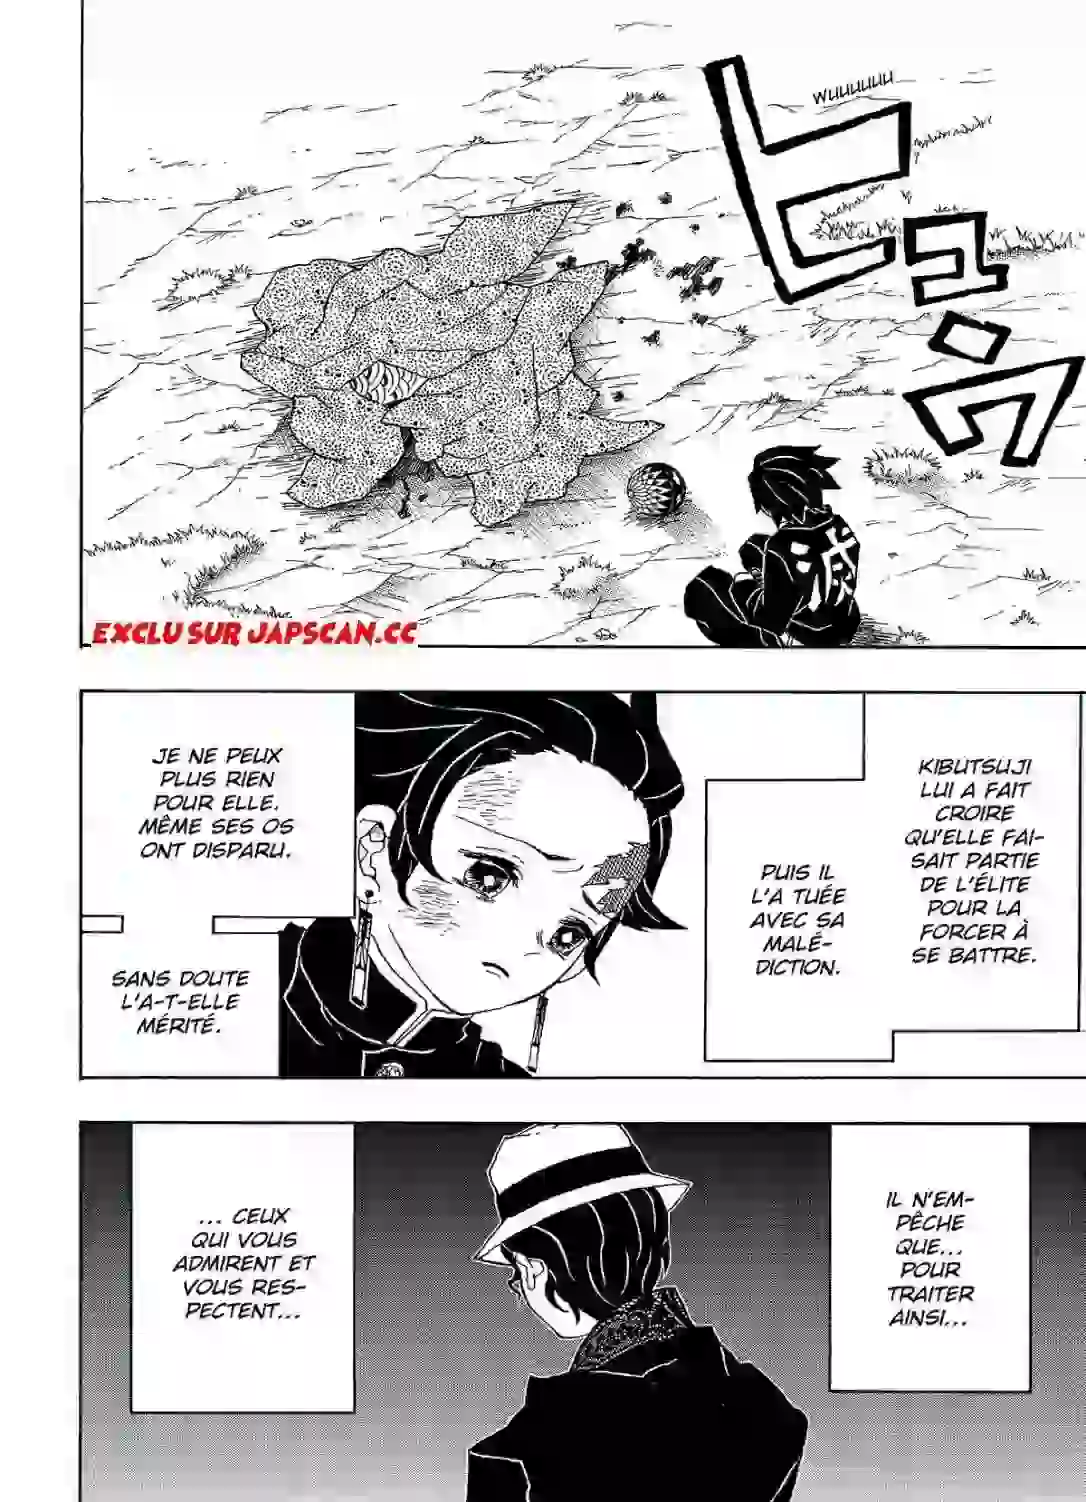 WUUUUUU
ヒュウ
滅
EXCLU SUR JAPSCAN.CC
KIBUTSUJI
LUI A FAIT
CROIRE
QU'ELLE FAI-
SAIT PARTIE
DE L'ÉLITE
POUR LA
FORCER À
SE BATTRE.
PUIS IL
L'A TUÉE
AVEC SA
MALÉ-
DICTION.
JE NE PEUX
PLUS RIEN
POUR ELLE.
MÊME SES OS
ONT DISPARU.
SANS DOUTE
L'A-T-ELLE
MÉRITÉ.
IL N'EM-
PÊCHE
QUE...
POUR
TRAITER
AINSI...
... CEUX
QUI VOUS
ADMIRENT ET
VOUS RES-
PECTENT...